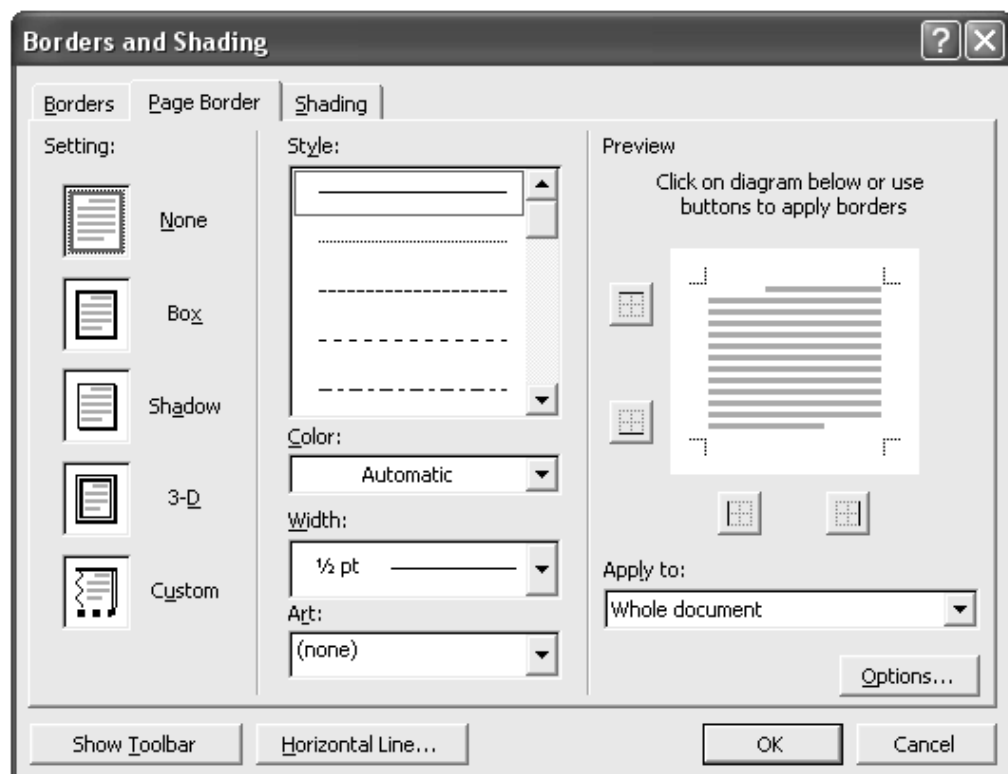 Borders and Shading
Borders Page Border Shading
Setting:
None
Box
Shadow
3-D
Custom
Style:
Color:
Automatic
Width:
½ pt
Art:
(none)
Preview
Click on diagram below or use
buttons to apply borders
Apply to:
Whole document
Options...
Show Toolbar Horizontal Line... OK Cancel